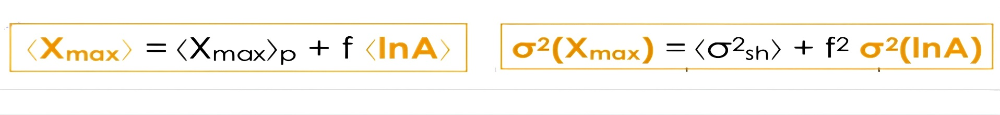 ⟨Xmax⟩ = ⟨Xmax⟩p + f ⟨lnA⟩
σ²(Xmax) = ⟨σ²sh⟩ + f² σ²(lnA)